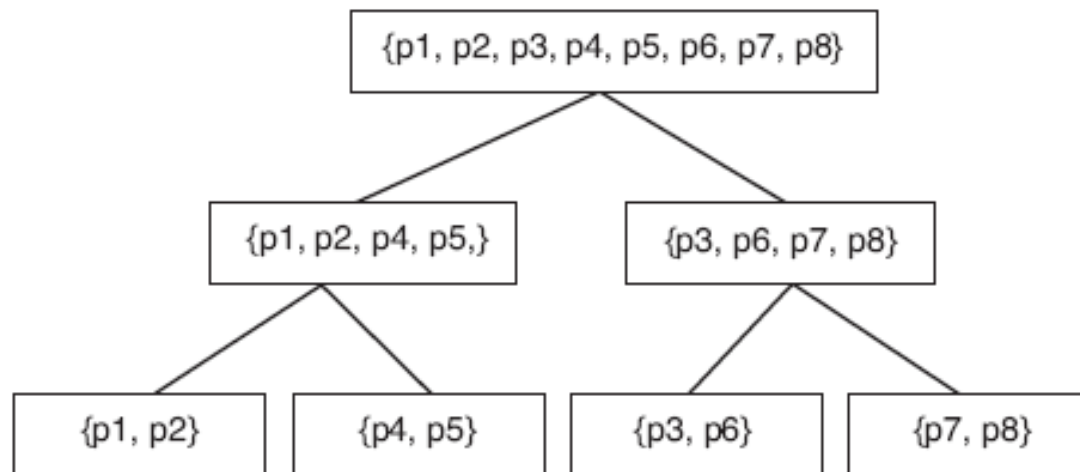 {p1, p2, p3, p4, p5, p6, p7, p8}
{p1, p2, p4, p5,}
{p3, p6, p7, p8}
{p1, p2}
{p4, p5}
{p3, p6}
{p7, p8}